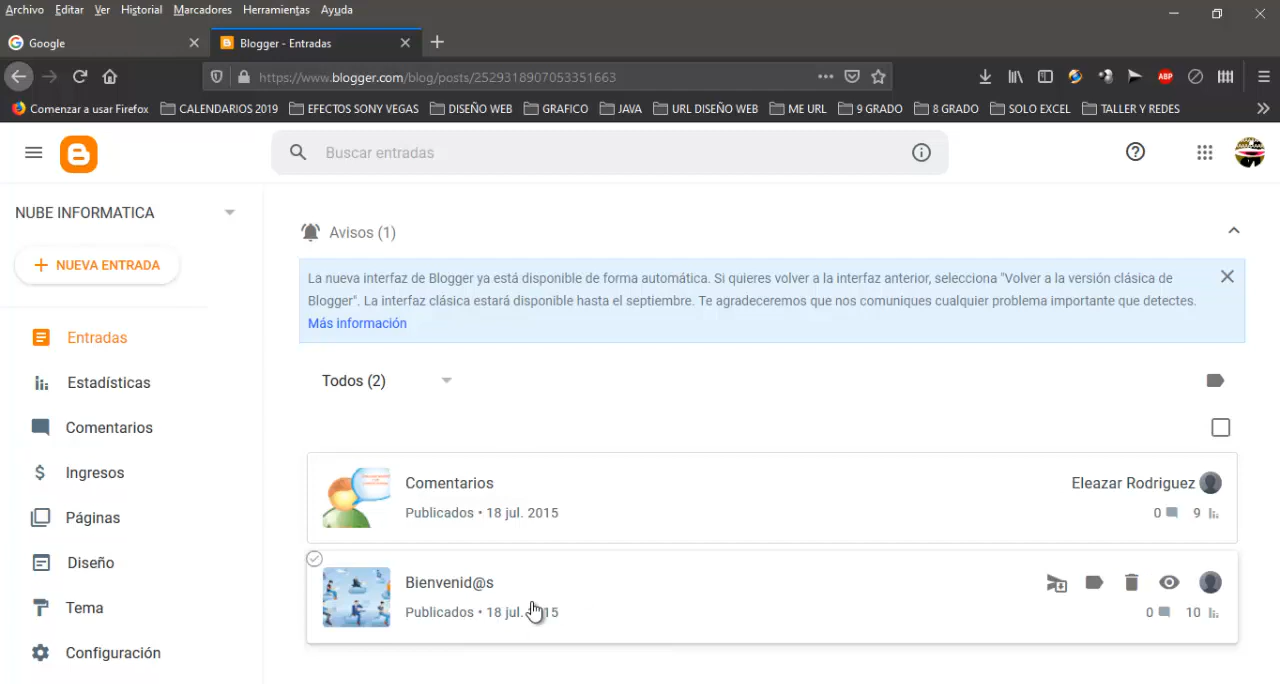 Archivo Editar Ver Historial Marcadores Herramientas Ayuda
Google
Blogger - Entradas
https://www.blogger.com/blog/posts/2529318907053351663
ABP
Comenzar a usar Firefox CALENDARIOS 2019 EFECTOS SONY VEGAS DISEÑO WEB GRAFICO JAVA URL DISEÑO WEB ME URL 9 GRADO 8 GRADO SOLO EXCEL TALLER Y REDES
Buscar entradas
NUBE INFORMATICA
NUEVA ENTRADA
Entradas
Estadísticas
Comentarios
Ingresos
Páginas
Diseño
Tema
Configuración
Avisos (1)
La nueva interfaz de Blogger ya está disponible de forma automática. Si quieres volver a la interfaz anterior, selecciona "Volver a la versión clásica de
Blogger". La interfaz clásica estará disponible hasta el septiembre. Te agradeceremos que nos comuniques cualquier problema importante que detectes.
Más información
Todos (2)
Comentarios
Eleazar Rodriguez
Publicados • 18 jul. 2015
0 9
Bienvenid@s
Publicados • 18 jul. 15
0 10